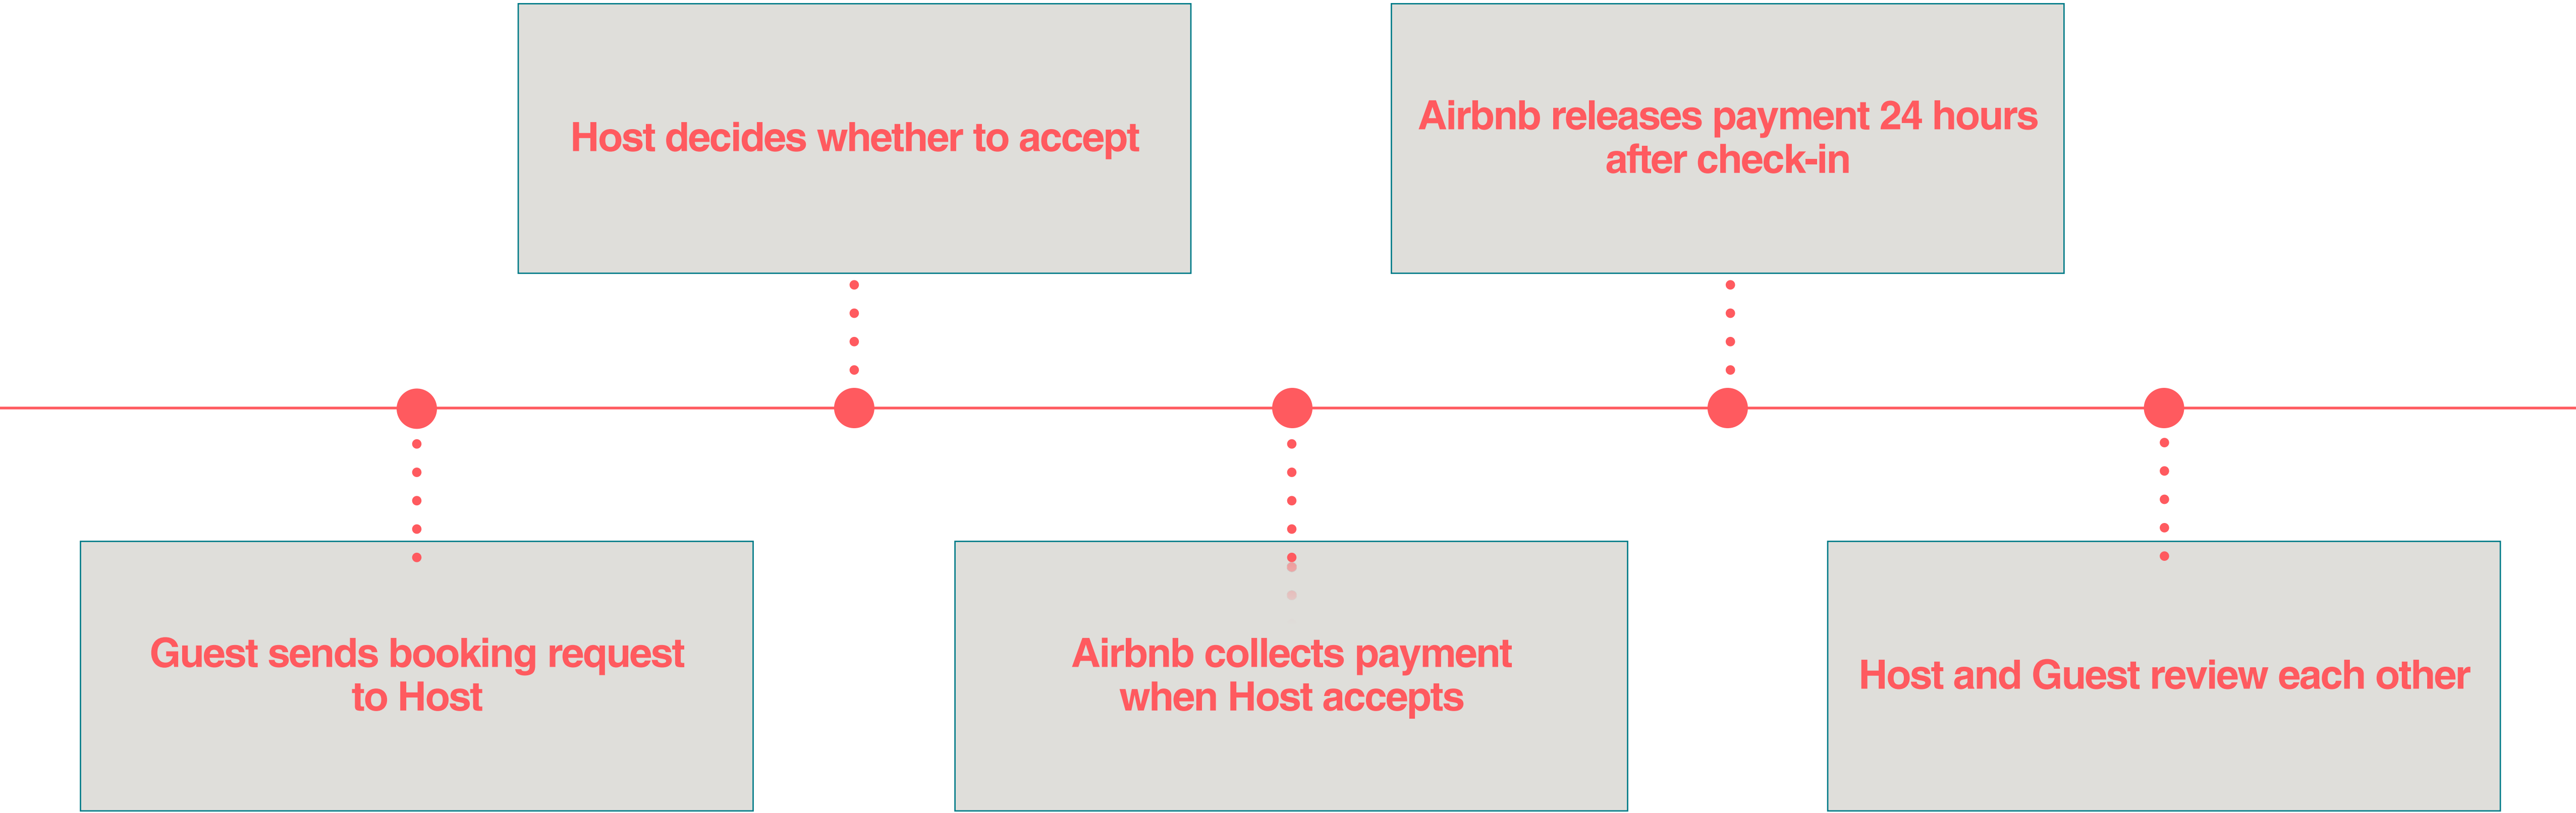 Host decides whether to accept
Airbnb releases payment 24 hours
after check-in
Guest sends booking request
to Host
Airbnb collects payment
when Host accepts
Host and Guest review each other